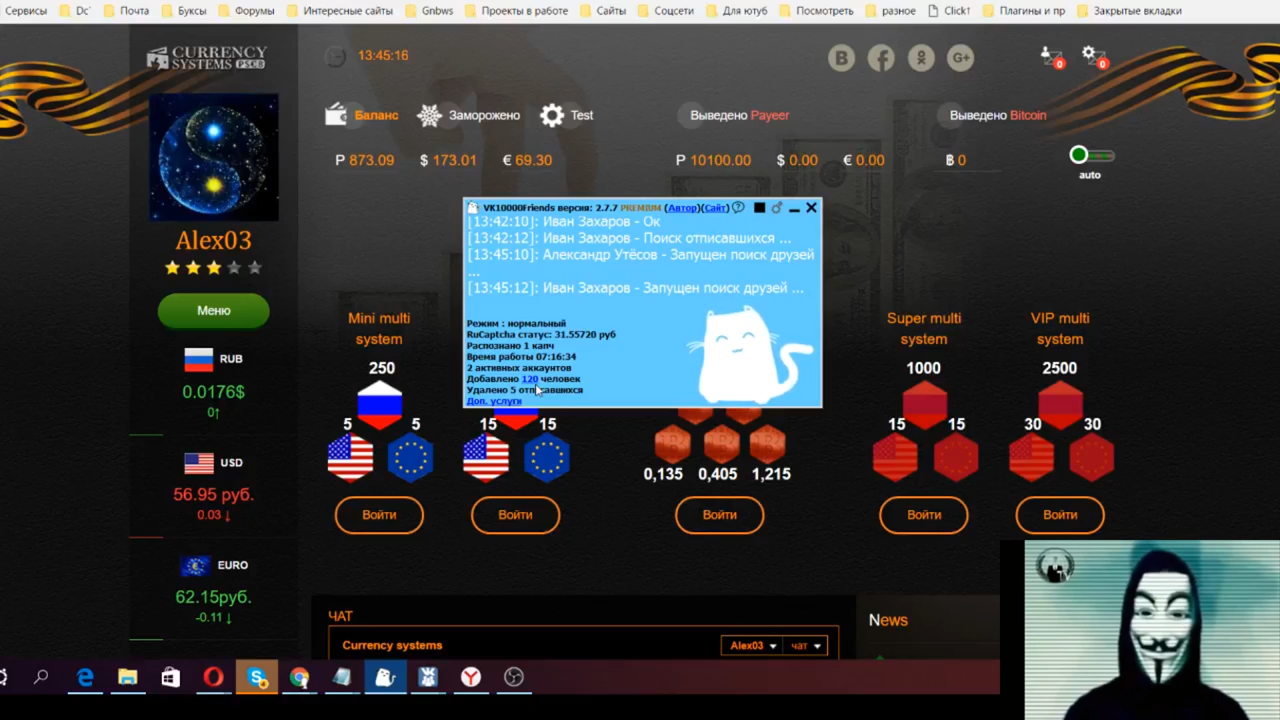 Сервисы Dc` Почта Буксы Форумы Интересные сайты Gnbws Проекты в работе Сайты Соцсети Для ютуб Посмотреть разное Click1 Плагины и пр Закрытые вкладки
CURRENCY
SYSTEMS
13:45:16
B G+
0 0
Баланс Заморожено Test Выведено Payeer Выведено Bitcoin
P 873.09 $ 173.01 € 69.30 P 10100.00 $ 0.00 € 0.00 ฿ 0
auto
VK10000Friends версия: 2.7.7 PREMIUM (Автор)(Сайт)
[13:42:10]: Иван Захаров - Ок
[13:42:12]: Иван Захаров - Поиск отписавшихся ...
[13:45:10]: Александр Утёсов - Запущен поиск друзей
...
[13:45:12]: Иван Захаров - Запущен поиск друзей ...
Режим : нормальный
RuCaptcha статус: 31.55720 руб
Распознано 1 капч
Время работы 07:16:34
2 активных аккаунтов
Добавлено 120 человек
Удалено 5 отписавшихся
Доп. услуги
Alex03
Меню
RUB
0.0176$
0↑
USD
56.95 руб.
0.03 ↓
EURO
62.15руб.
-0.11 ↓
Mini multi
system
250
5 5
Войти
15 15
Войти
0,135 0,405 1,215
Войти
Super multi
system
1000
15 15
Войти
VIP multi
system
2500
30 30
Войти
ЧАТ
Currency systems Alex03 чат
News